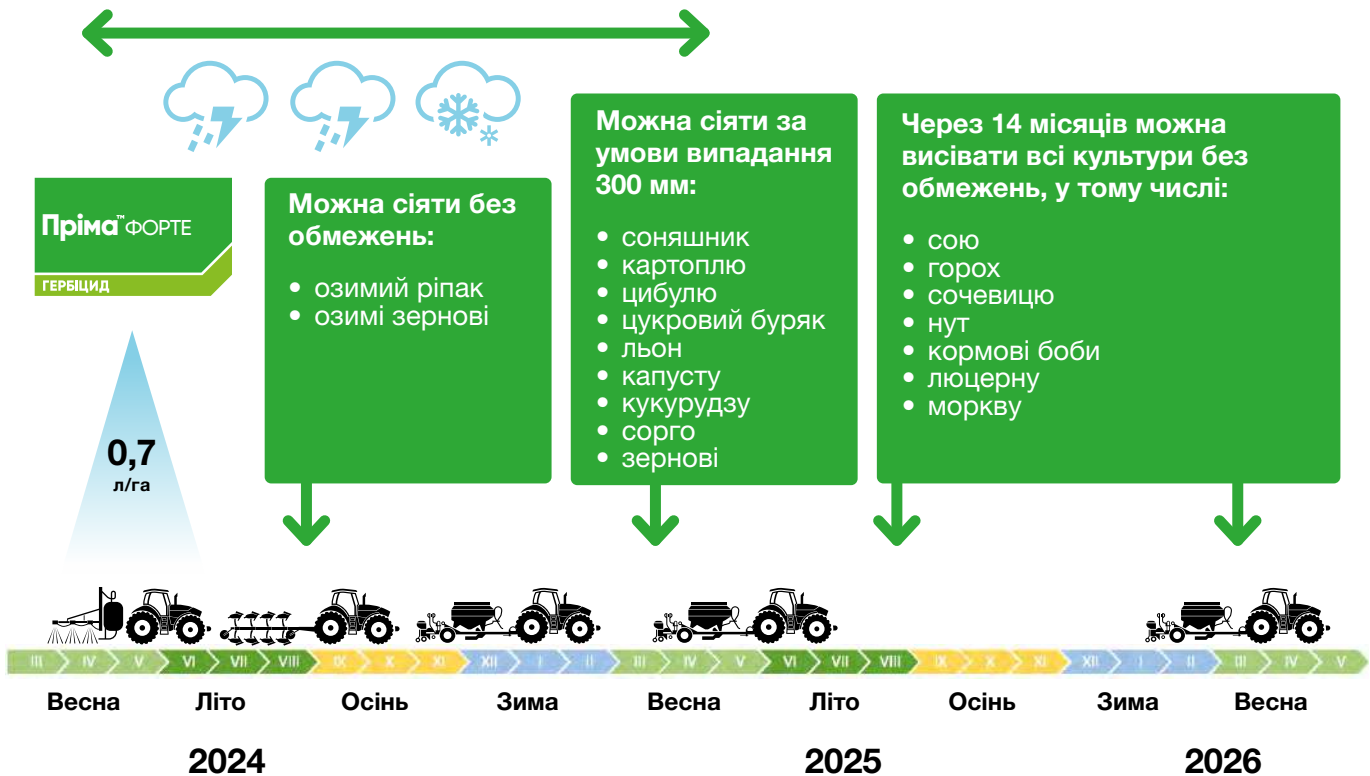 Пріма™ ФОРТЕ
ГЕРБІЦИД
0,7
л/га
Можна сіяти без
обмежень:
• озимий ріпак
• озимі зернові
Можна сіяти за
умови випадання
300 мм:
• соняшник
• картоплю
• цибулю
• цукровий буряк
• льон
• капусту
• кукурудзу
• сорго
• зернові
Через 14 місяців можна
висівати всі культури без
обмежень, у тому числі:
• сою
• горох
• сочевицю
• нут
• кормові боби
• люцерну
• моркву
III IV V VI VII VIII IX X XI XII I II III IV V VI VII VIII IX X XI XII I II III IV V
Весна Літо Осінь Зима Весна Літо Осінь Зима Весна
2024 2025 2026